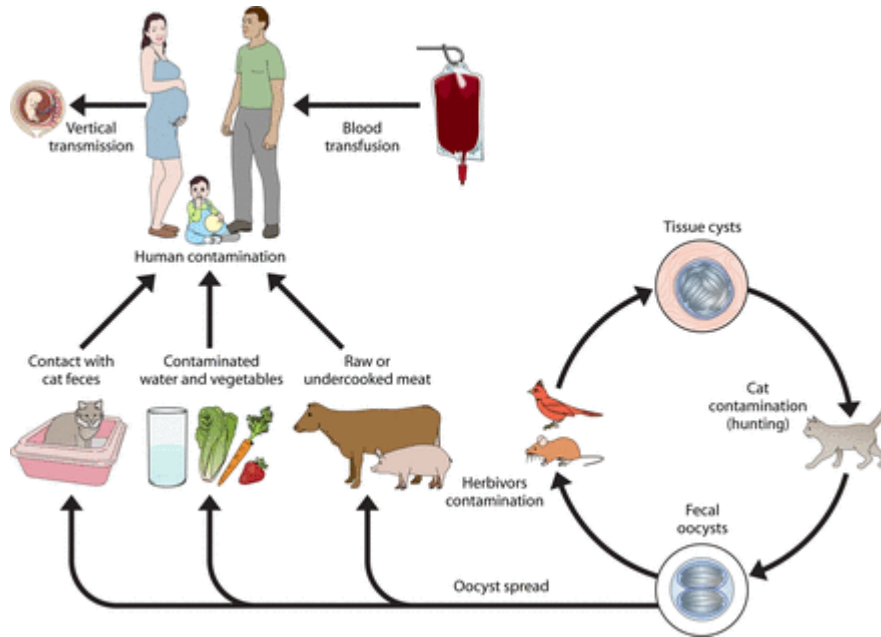 Vertical
transmission
Blood
transfusion
Human contamination
Tissue cysts
Contact with
cat feces
Contaminated
water and vegetables
Raw or
undercooked meat
Cat
contamination
(hunting)
Herbivors
contamination
Fecal
oocysts
Oocyst spread